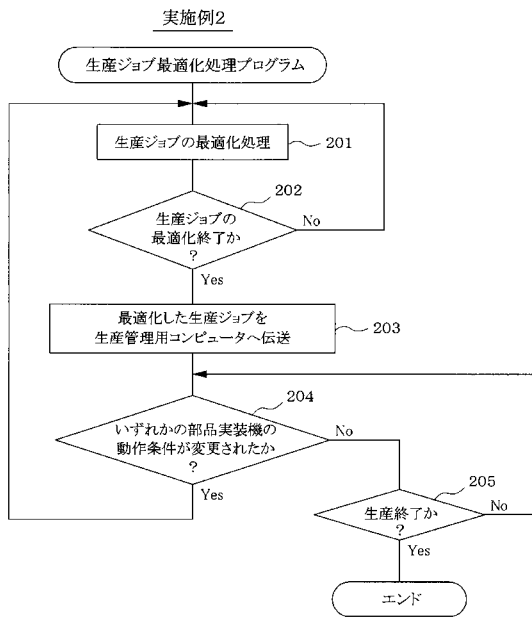 実施例2
生産ジョブ最適化処理プログラム
生産ジョブの最適化処理
201
202
生産ジョブの
最適化終了か
?
No
Yes
最適化した生産ジョブを
生産管理用コンピュータへ伝送
203
204
いずれかの部品実装機の
動作条件が変更されたか
?
No
Yes
205
生産終了か
?
No
Yes
エンド